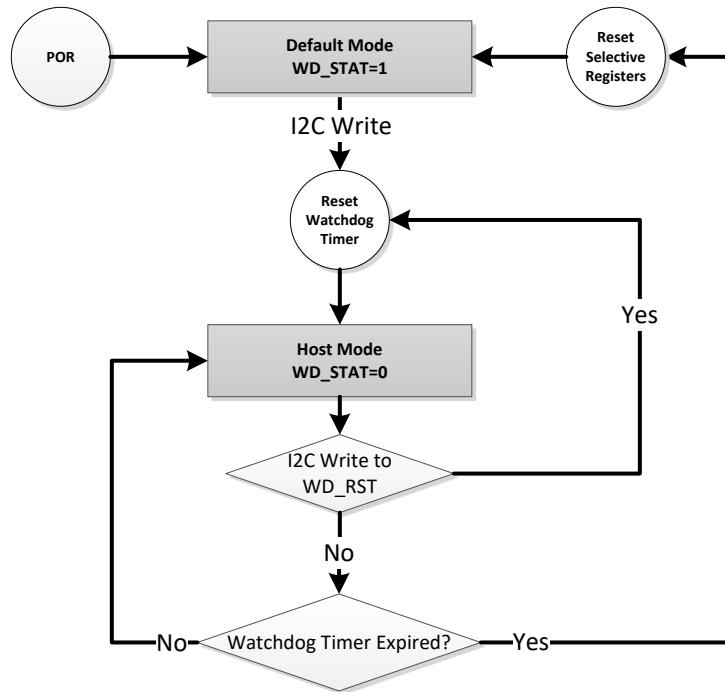 POR
Default Mode
WD_STAT=1
Reset
Selective
Registers
I2C Write
Reset
Watchdog
Timer
Yes
Host Mode
WD_STAT=0
I2C Write to
WD_RST
No
No
Watchdog Timer Expired?
Yes